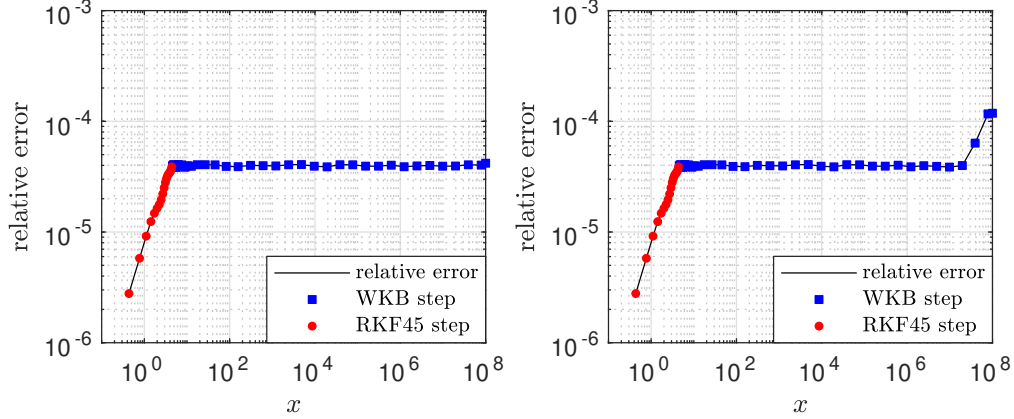 10^-3
10^-4
10^-5
10^-6
relative error
10^0
10^2
10^4
10^6
10^8
x
relative error
WKB step
RKF45 step
10^-3
10^-4
10^-5
10^-6
relative error
10^0
10^2
10^4
10^6
10^8
x
relative error
WKB step
RKF45 step